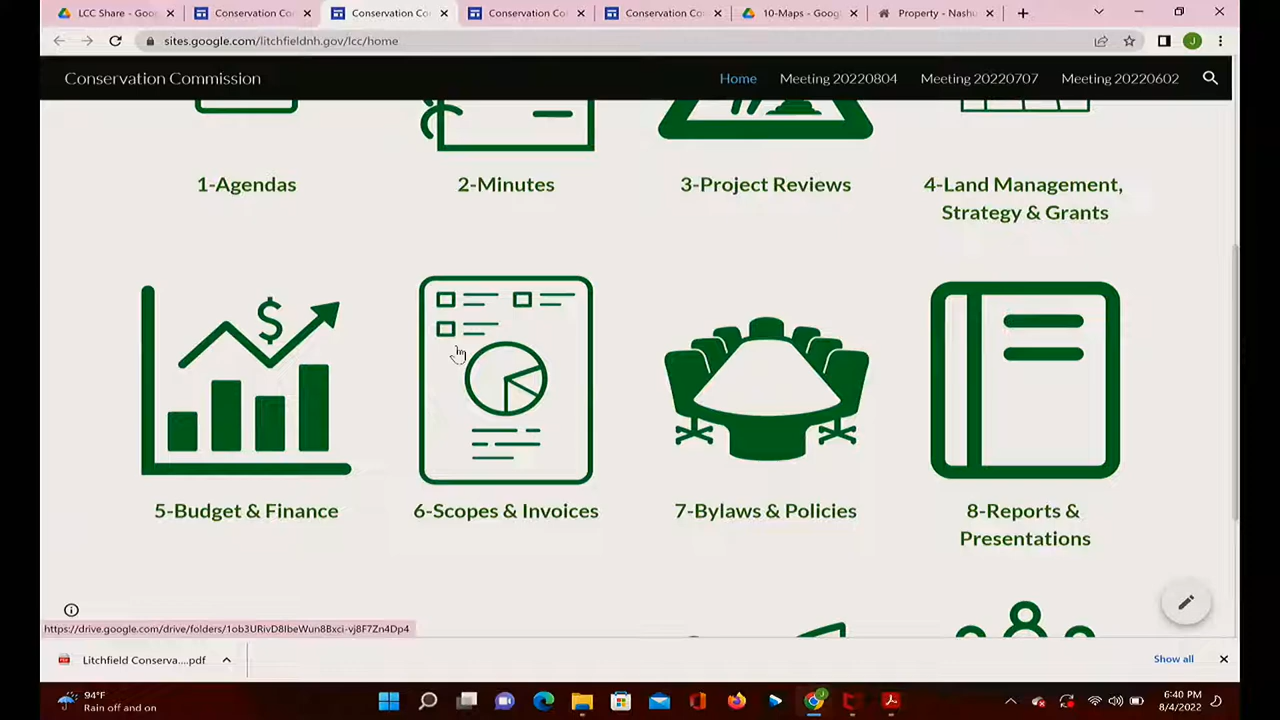 LCC Share - Goo
Conservation Com
Conservation Co
Conservation Com
Conservation Co
10-Maps - Googl
Property - Nashu
sites.google.com/litchfieldnh.gov/lcc/home
J
Conservation Commission
Home
Meeting 20220804
Meeting 20220707
Meeting 20220602
1-Agendas
2-Minutes
3-Project Reviews
4-Land Management,
Strategy & Grants
$
5-Budget & Finance
6-Scopes & Invoices
7-Bylaws & Policies
8-Reports &
Presentations
https://drive.google.com/drive/folders/1ob3URivD8IbeWun8Bxci-vj8F7Zn4Dp4
Litchfield Conserva....pdf
Show all
94°F
Rain off and on
6:40 PM
8/4/2022